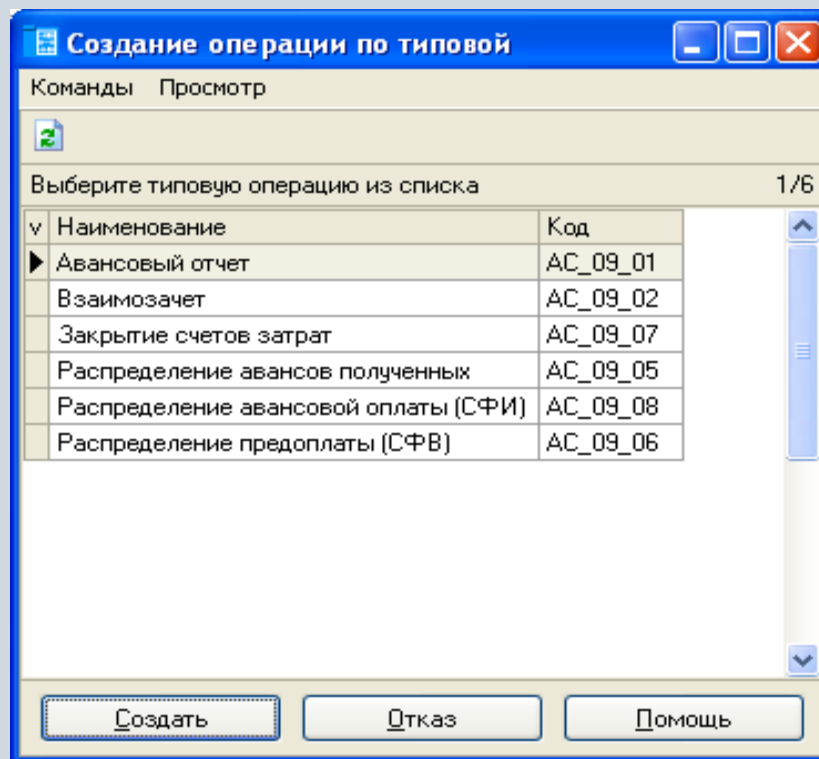 Создание операции по типовой
Команды Просмотр
Выберите типовую операцию из списка 1/6
v Наименование Код
Авансовый отчет АС_09_01
Взаимозачет АС_09_02
Закрытие счетов затрат АС_09_07
Распределение авансов полученных АС_09_05
Распределение авансовой оплаты (СФИ) АС_09_08
Распределение предоплаты (СФВ) АС_09_06
Создать Отказ Помощь